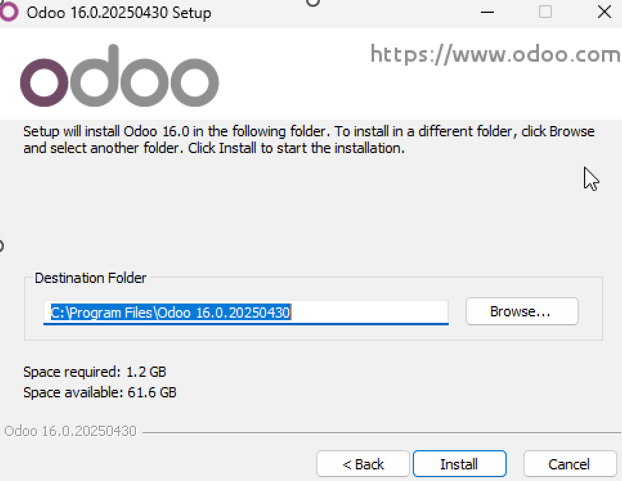 Odoo 16.0.20250430 Setup
odoo
https://www.odoo.com
Setup will install Odoo 16.0 in the following folder. To install in a different folder, click Browse
and select another folder. Click Install to start the installation.
Destination Folder
C:\Program Files\Odoo 16.0.20250430
Browse...
Space required: 1.2 GB
Space available: 61.6 GB
Odoo 16.0.20250430
< Back
Install
Cancel